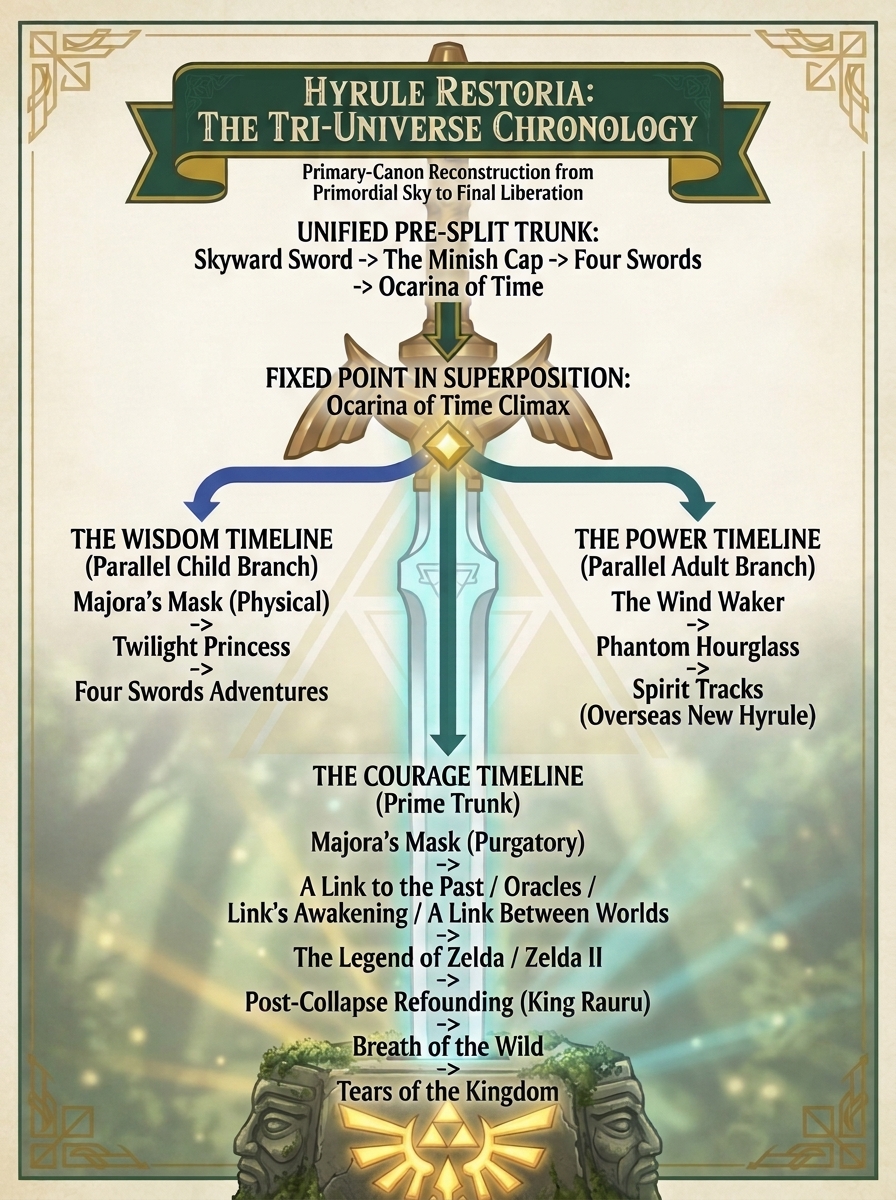 HYRULE RESTORIA:
THE TRI-UNIVERSE CHRONOLOGY
Primary-Canon Reconstruction from
Primordial Sky to Final Liberation
UNIFIED PRE-SPLIT TRUNK:
Skyward Sword -> The Minish Cap -> Four Swords
-> Ocarina of Time
FIXED POINT IN SUPERPOSITION:
Ocarina of Time Climax
THE WISDOM TIMELINE
(Parallel Child Branch)
Majora's Mask (Physical)
->
Twilight Princess
->
Four Swords Adventures
THE POWER TIMELINE
(Parallel Adult Branch)
The Wind Waker
->
Phantom Hourglass
->
Spirit Tracks
(Overseas New Hyrule)
THE COURAGE TIMELINE
(Prime Trunk)
Majora's Mask (Purgatory)
->
A Link to the Past / Oracles /
Link's Awakening / A Link Between Worlds
->
The Legend of Zelda / Zelda II
->
Post-Collapse Refounding (King Rauru)
->
Breath of the Wild
->
Tears of the Kingdom